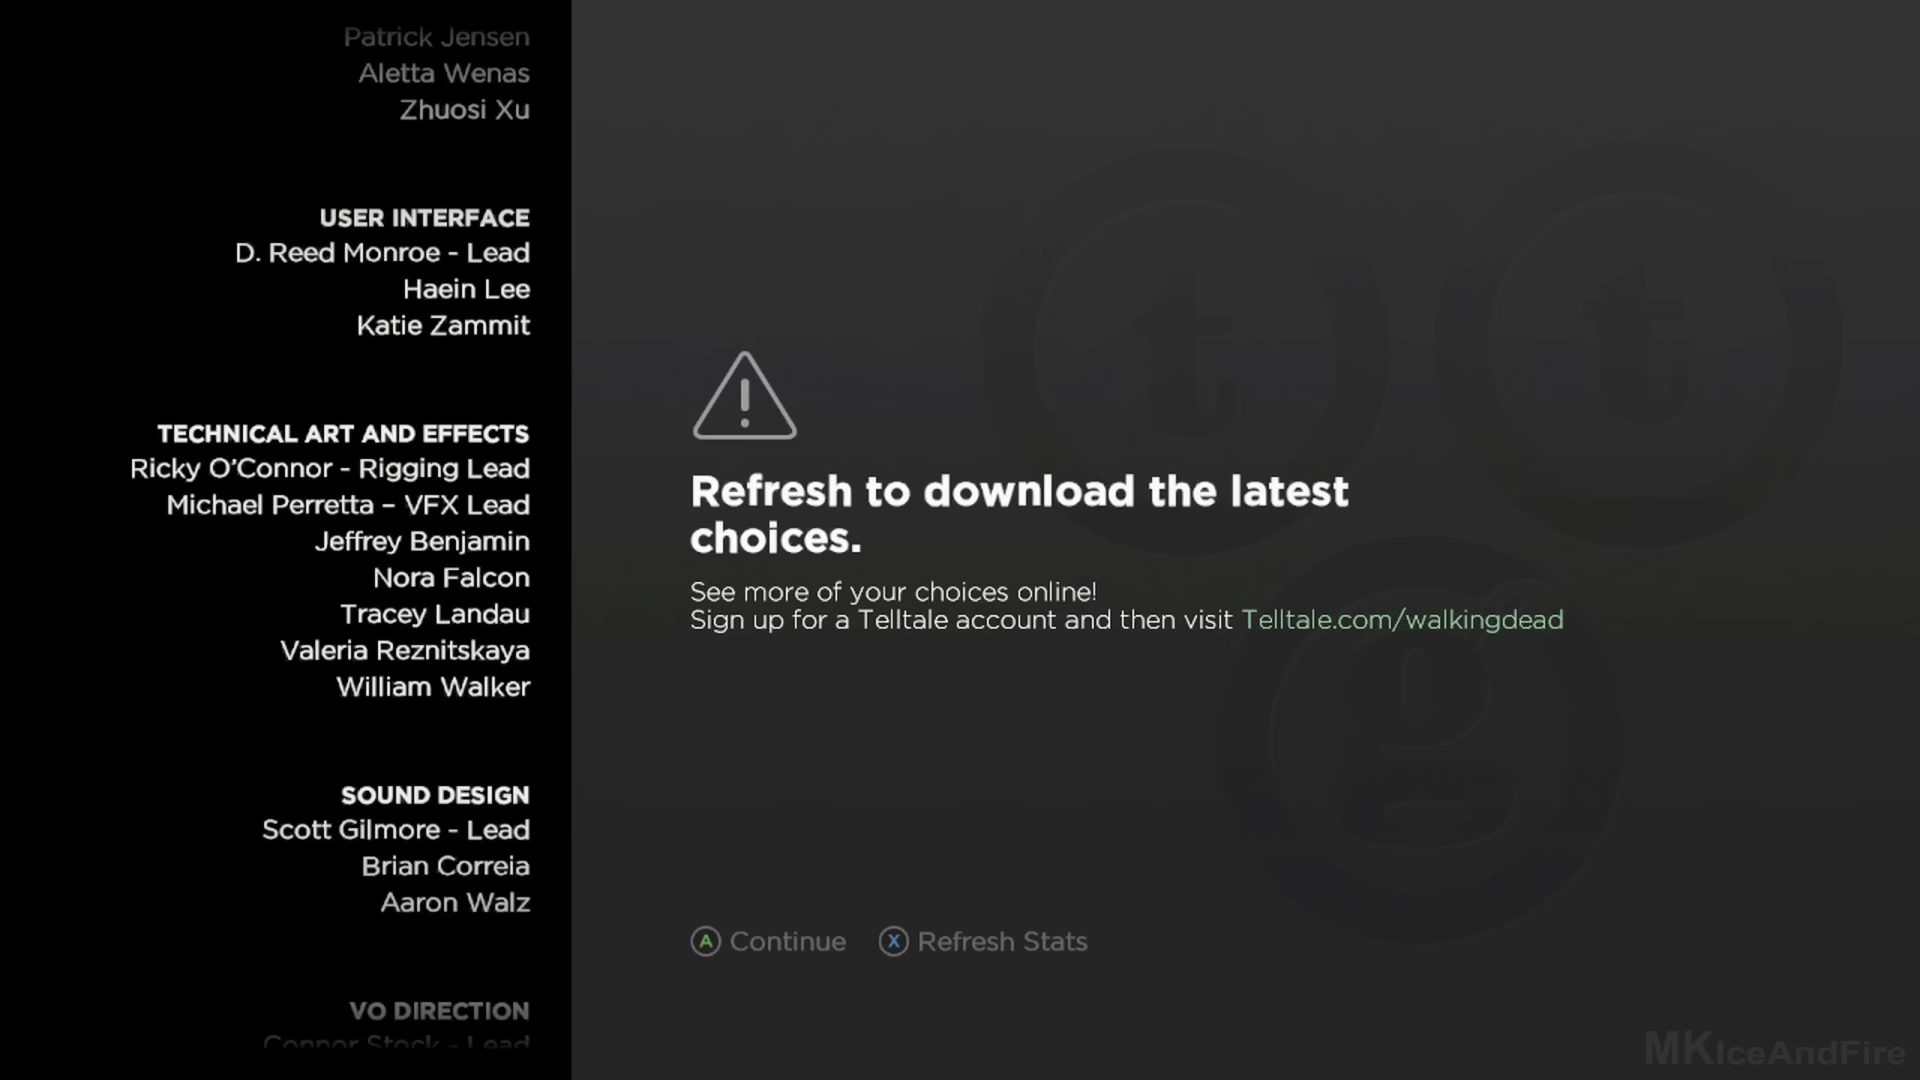 Patrick Jensen
Aletta Wenas
Zhuosi Xu
USER INTERFACE
D. Reed Monroe - Lead
Haein Lee
Katie Zammit
TECHNICAL ART AND EFFECTS
Ricky O’Connor - Rigging Lead
Michael Perretta – VFX Lead
Jeffrey Benjamin
Nora Falcon
Tracey Landau
Valeria Reznitskaya
William Walker
SOUND DESIGN
Scott Gilmore - Lead
Brian Correia
Aaron Walz
VO DIRECTION
Connor Stock - Lead
t t
g
Refresh to download the latest
choices.
See more of your choices online!
Sign up for a Telltale account and then visit Telltale.com/walkingdead
A Continue X Refresh Stats
MKIceAndFire